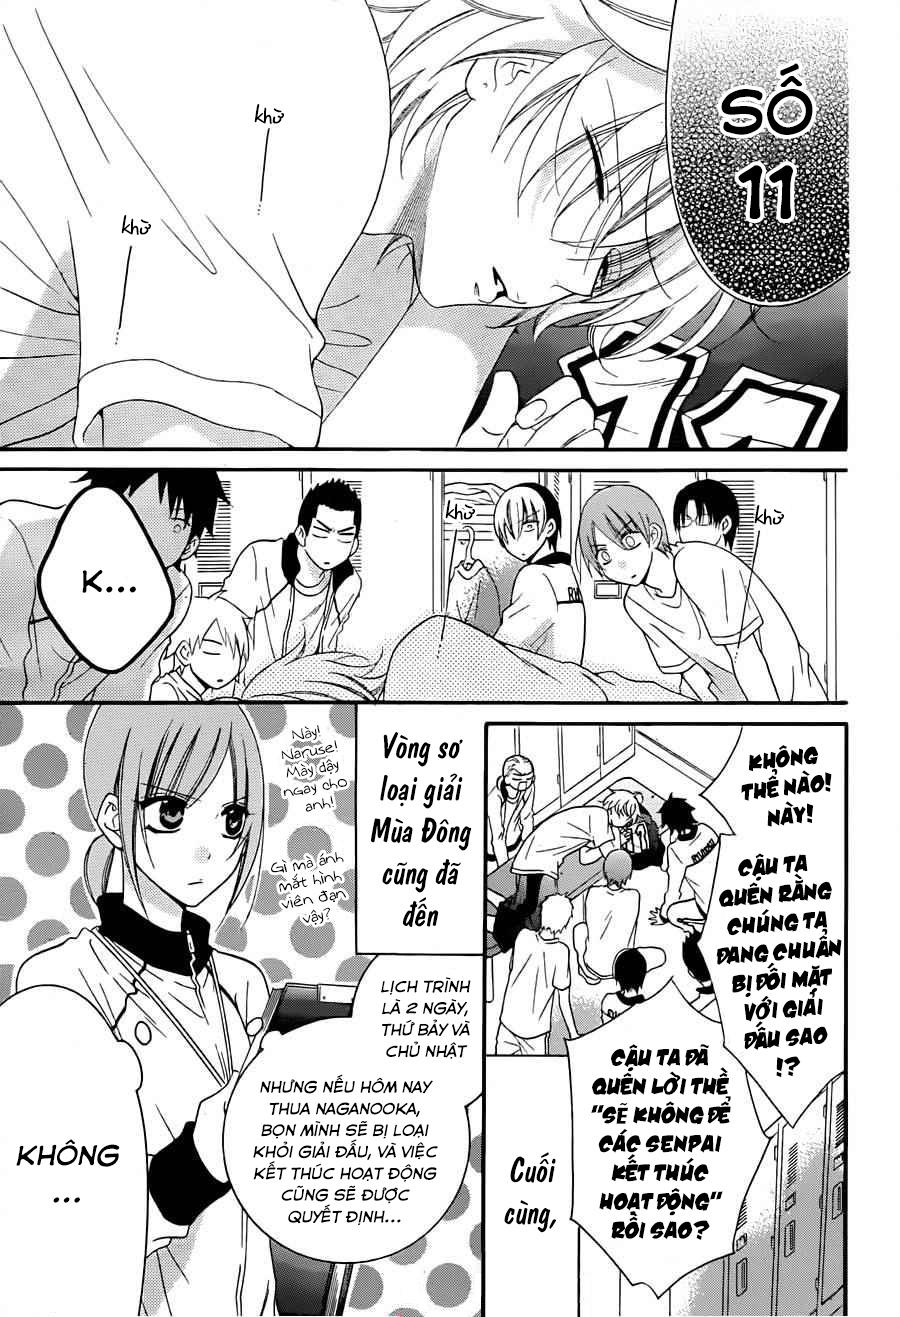 SỐ
11
khờ
khờ
khờ
khờ
K...
KHÔNG
THỂ NÀO!
NÀY!
CẬU TA
QUÊN RẰNG
CHÚNG TA
ĐANG CHUẨN
BỊ ĐỐI MẶT
VỚI GIẢI
ĐẤU SAO
!?
CẬU TA ĐÃ
QUÊN LỜI THỀ
"SẼ KHÔNG ĐỂ
CÁC SENPAI
KẾT THÚC
HOẠT ĐỘNG"
RỒI SAO?
Cuối
cùng,
Vòng sơ
loại giải
Mùa Đông
cũng đã
đến
Này!
Naruse!
Mày dậy
ngay cho
anh!
Gì mà ánh
mắt hình
viên đạn
vậy?
LỊCH TRÌNH
LÀ 2 NGÀY,
THỨ BẢY VÀ
CHỦ NHẬT
NHƯNG NẾU HÔM NAY
THUA NAGANOOKA,
BỌN MÌNH SẼ BỊ LOẠI
KHỎI GIẢI ĐẤU, VÀ VIỆC
KẾT THÚC HOẠT ĐỘNG
CŨNG SẼ ĐƯỢC
QUYẾT ĐỊNH...
KHÔNG
...